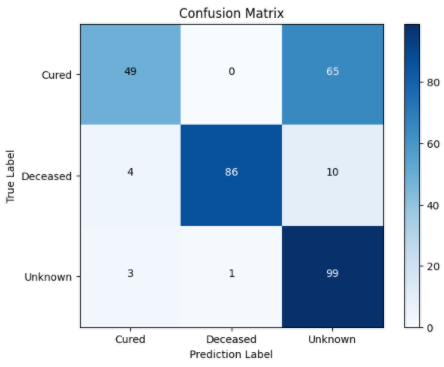 Confusion Matrix
Cured 49 0 65
Deceased 4 86 10
Unknown 3 1 99
Cured Deceased Unknown
Prediction Label
True Label
80
60
40
20
0